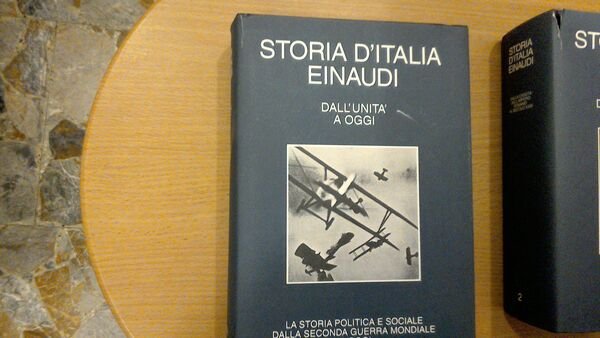 STORIA D'ITALIA
EINAUDI
DALL'UNITA'
A OGGI
LA STORIA POLITICA E SOCIALE
DALLA SECONDA GUERRA MONDIALE
STORIA
D'ITALIA
EINAUDI
2